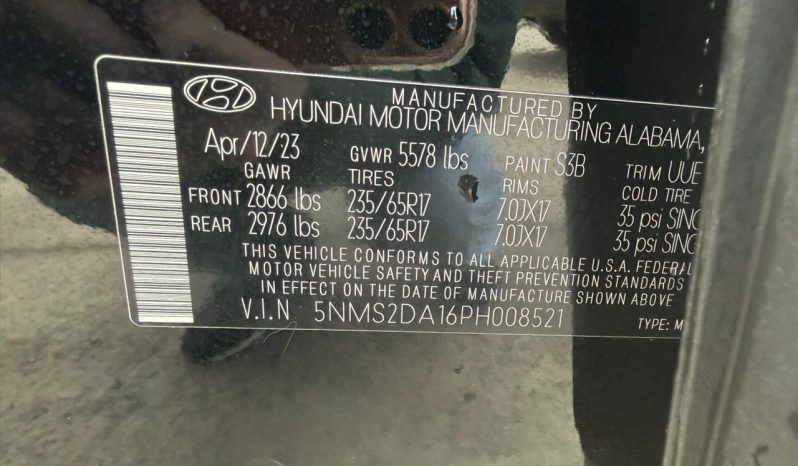 MANUFACTURED BY
HYUNDAI MOTOR MANUFACTURING ALABAMA,
Apr/12/23 GVWR 5578 lbs PAINT S3B TRIM UUE
GAWR TIRES RIMS COLD TIRE
FRONT 2866 lbs 235/65R17 7.0JX17 35 psi SING
REAR 2976 lbs 235/65R17 7.0JX17 35 psi SING
THIS VEHICLE CONFORMS TO ALL APPLICABLE U.S.A. FEDERAL
MOTOR VEHICLE SAFETY AND THEFT PREVENTION STANDARDS
IN EFFECT ON THE DATE OF MANUFACTURE SHOWN ABOVE
V.I.N 5NMS2DA16PH008521 TYPE: M